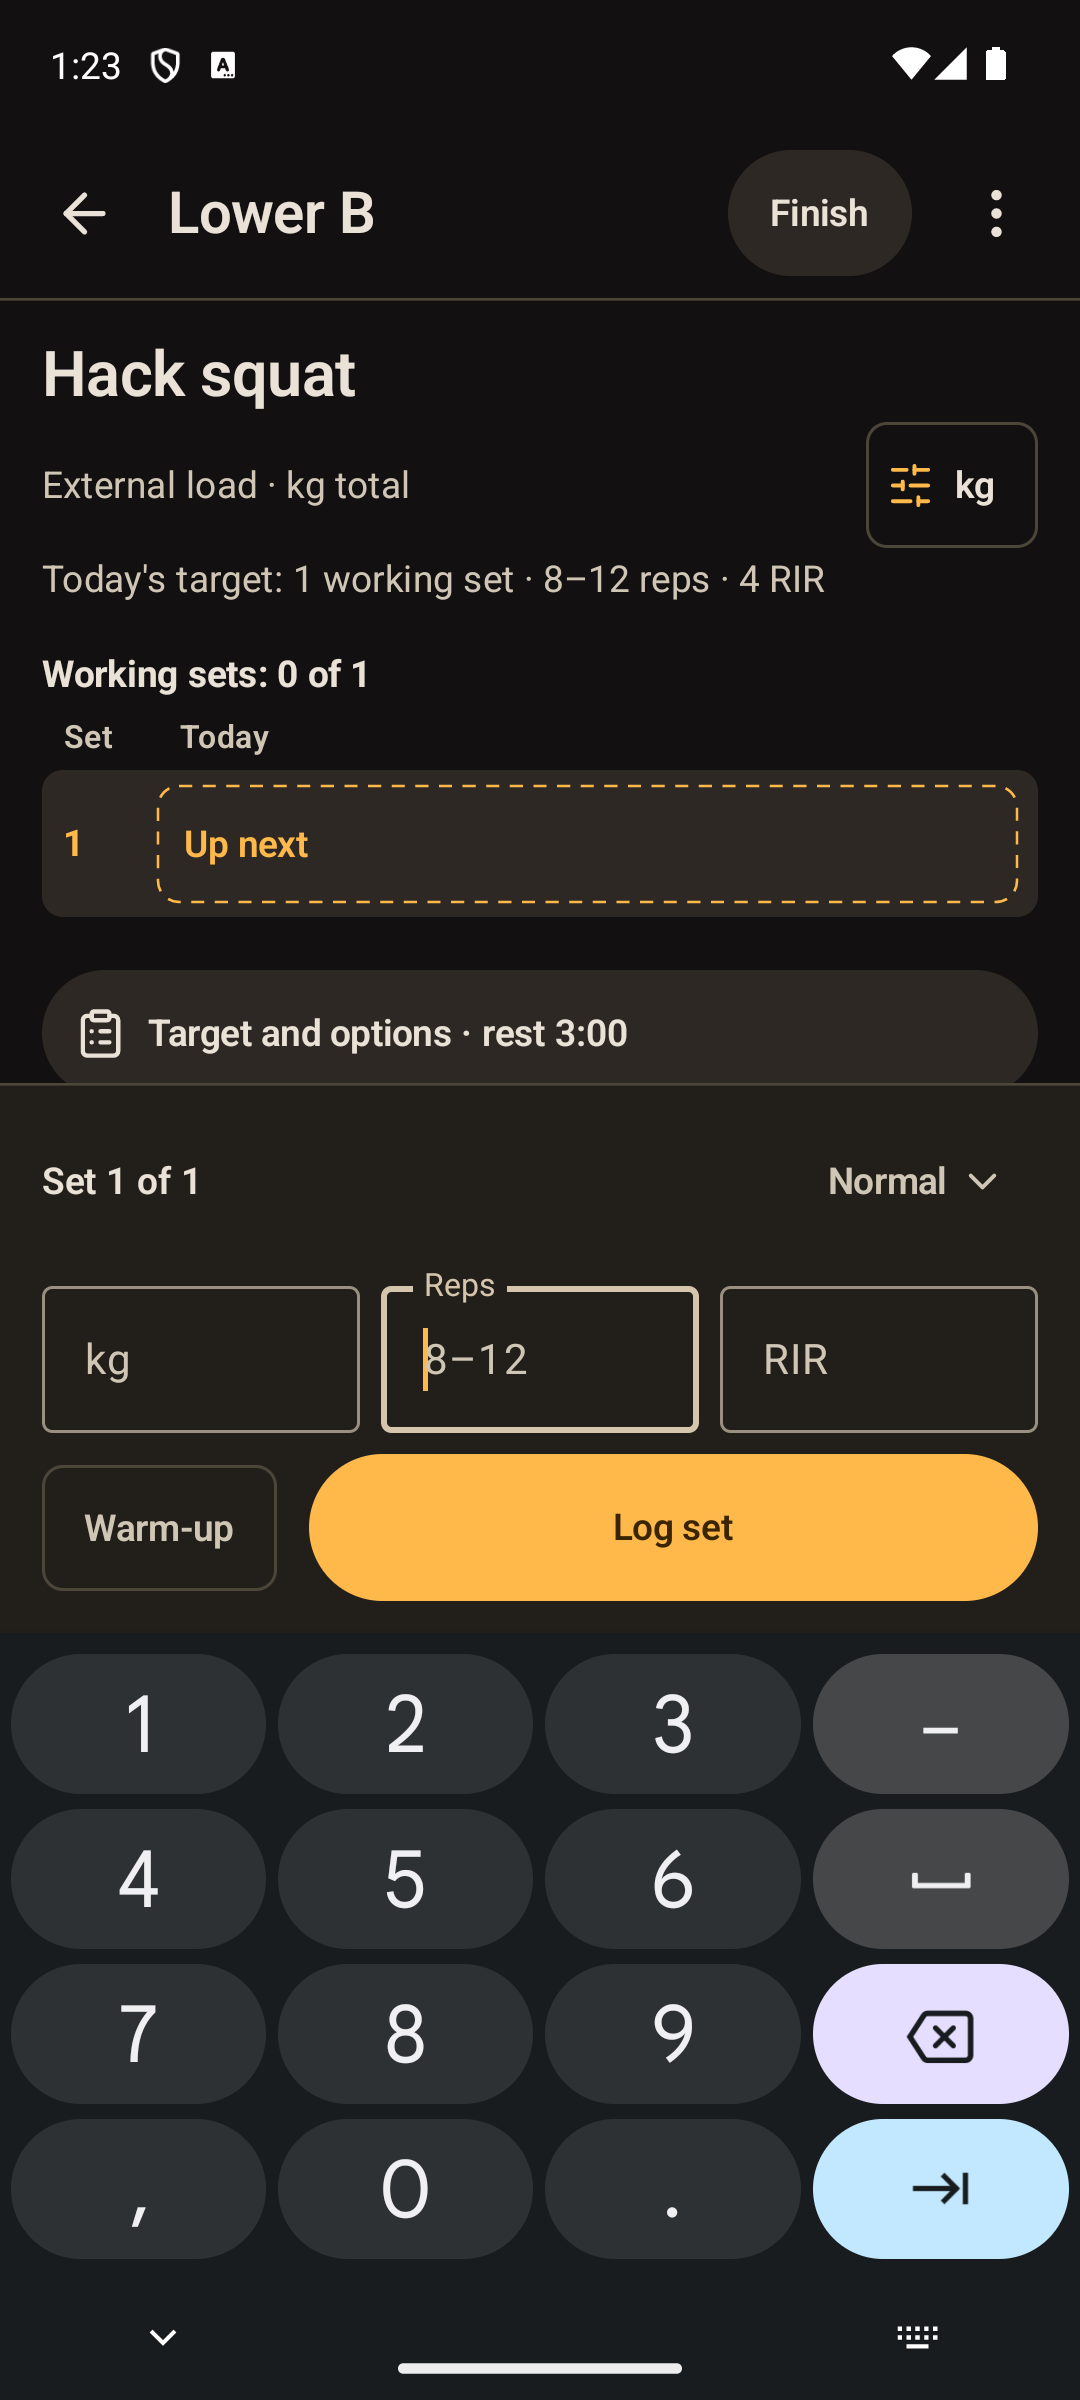 1:23
Lower B
Finish
Hack squat
External load · kg total
kg
Today's target: 1 working set · 8–12 reps · 4 RIR
Working sets: 0 of 1
Set Today
1 Up next
Target and options · rest 3:00
Set 1 of 1
Normal
Reps
kg
8–12
RIR
Warm-up
Log set
1 2 3 –
4 5 6
7 8 9
, 0 .